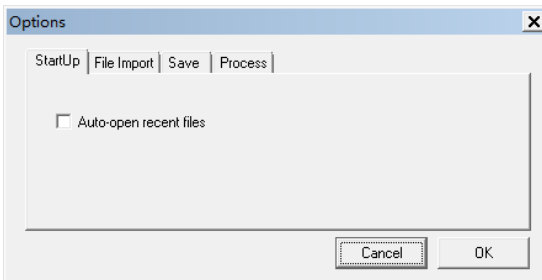 Options
StartUp File Import Save Process
Auto-open recent files
Cancel OK